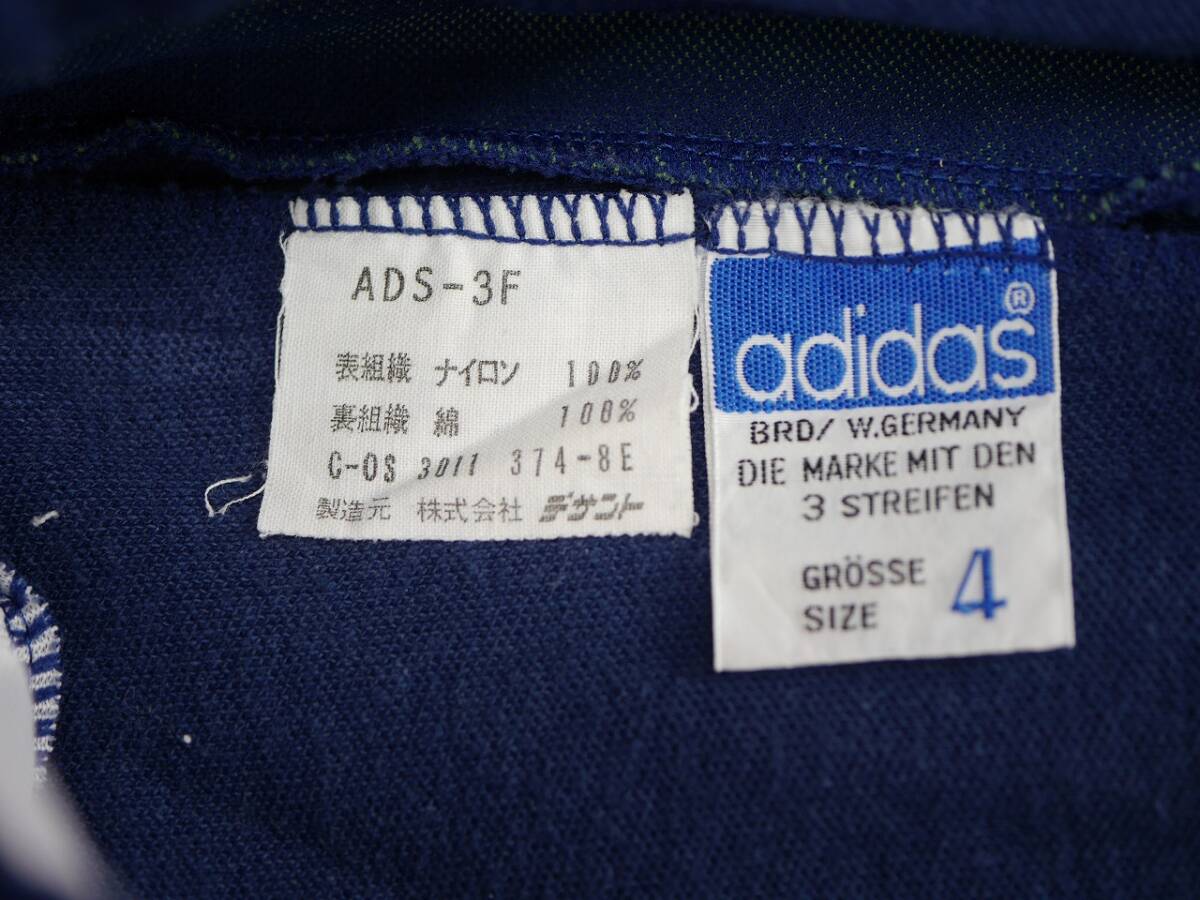 ADS-3F
表組織 ナイロン 100%
裏組織 綿 100%
C-0S 3011 374-8E
製造元 株式会社 デサント
adidas®
BRD/ W.GERMANY
DIE MARKE MIT DEN
3 STREIFEN
GRÖSSE
SIZE 4